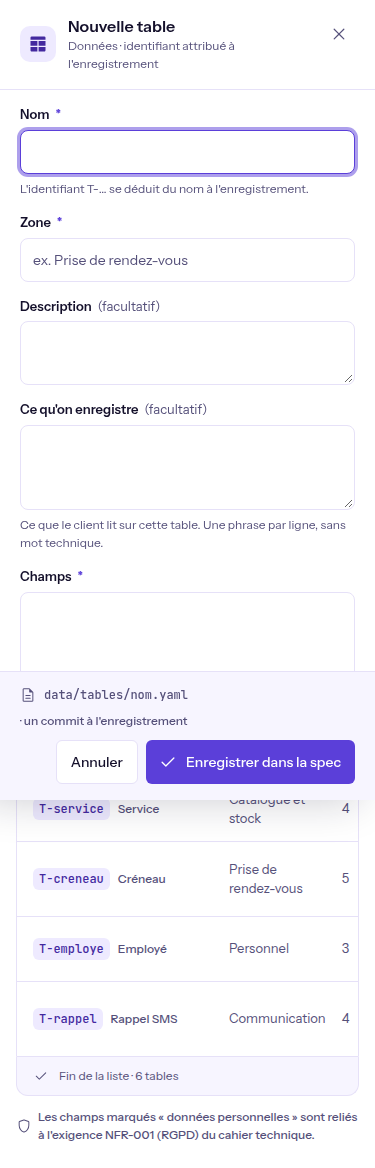 Nouvelle table
Données · identifiant attribué à
l'enregistrement
Nom *
L'identifiant T-… se déduit du nom à l'enregistrement.
Zone *
ex. Prise de rendez-vous
Description (facultatif)
Ce qu'on enregistre (facultatif)
Ce que le client lit sur cette table. Une phrase par ligne, sans
mot technique.
Champs *
data/tables/nom.yaml
· un commit à l'enregistrement
Annuler
Enregistrer dans la spec
T-service Service Catalogue et 4
stock
T-creneau Créneau Prise de 5
rendez-vous
T-employe Employé Personnel 3
T-rappel Rappel SMS Communication 4
Fin de la liste · 6 tables
Les champs marqués « données personnelles » sont reliés
à l'exigence NFR-001 (RGPD) du cahier technique.